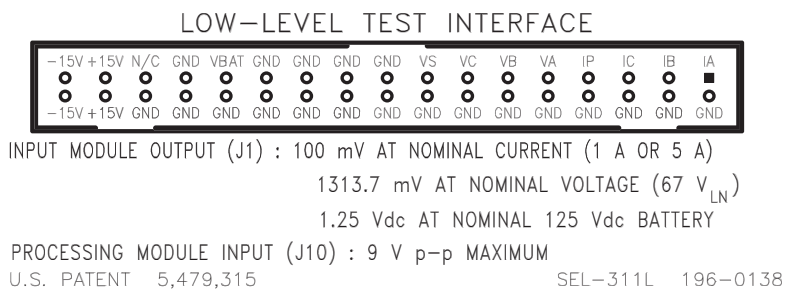 LOW-LEVEL TEST INTERFACE
-15V +15V N/C GND VBAT GND GND GND GND VS VC VB VA IP IC IB IA
-15V +15V GND GND GND GND GND GND GND GND GND GND GND GND GND GND GND
INPUT MODULE OUTPUT (J1) : 100 mV AT NOMINAL CURRENT (1 A OR 5 A)
1313.7 mV AT NOMINAL VOLTAGE (67 V LN)
1.25 Vdc AT NOMINAL 125 Vdc BATTERY
PROCESSING MODULE INPUT (J10) : 9 V p-p MAXIMUM
U.S. PATENT 5,479,315 SEL-311L 196-0138